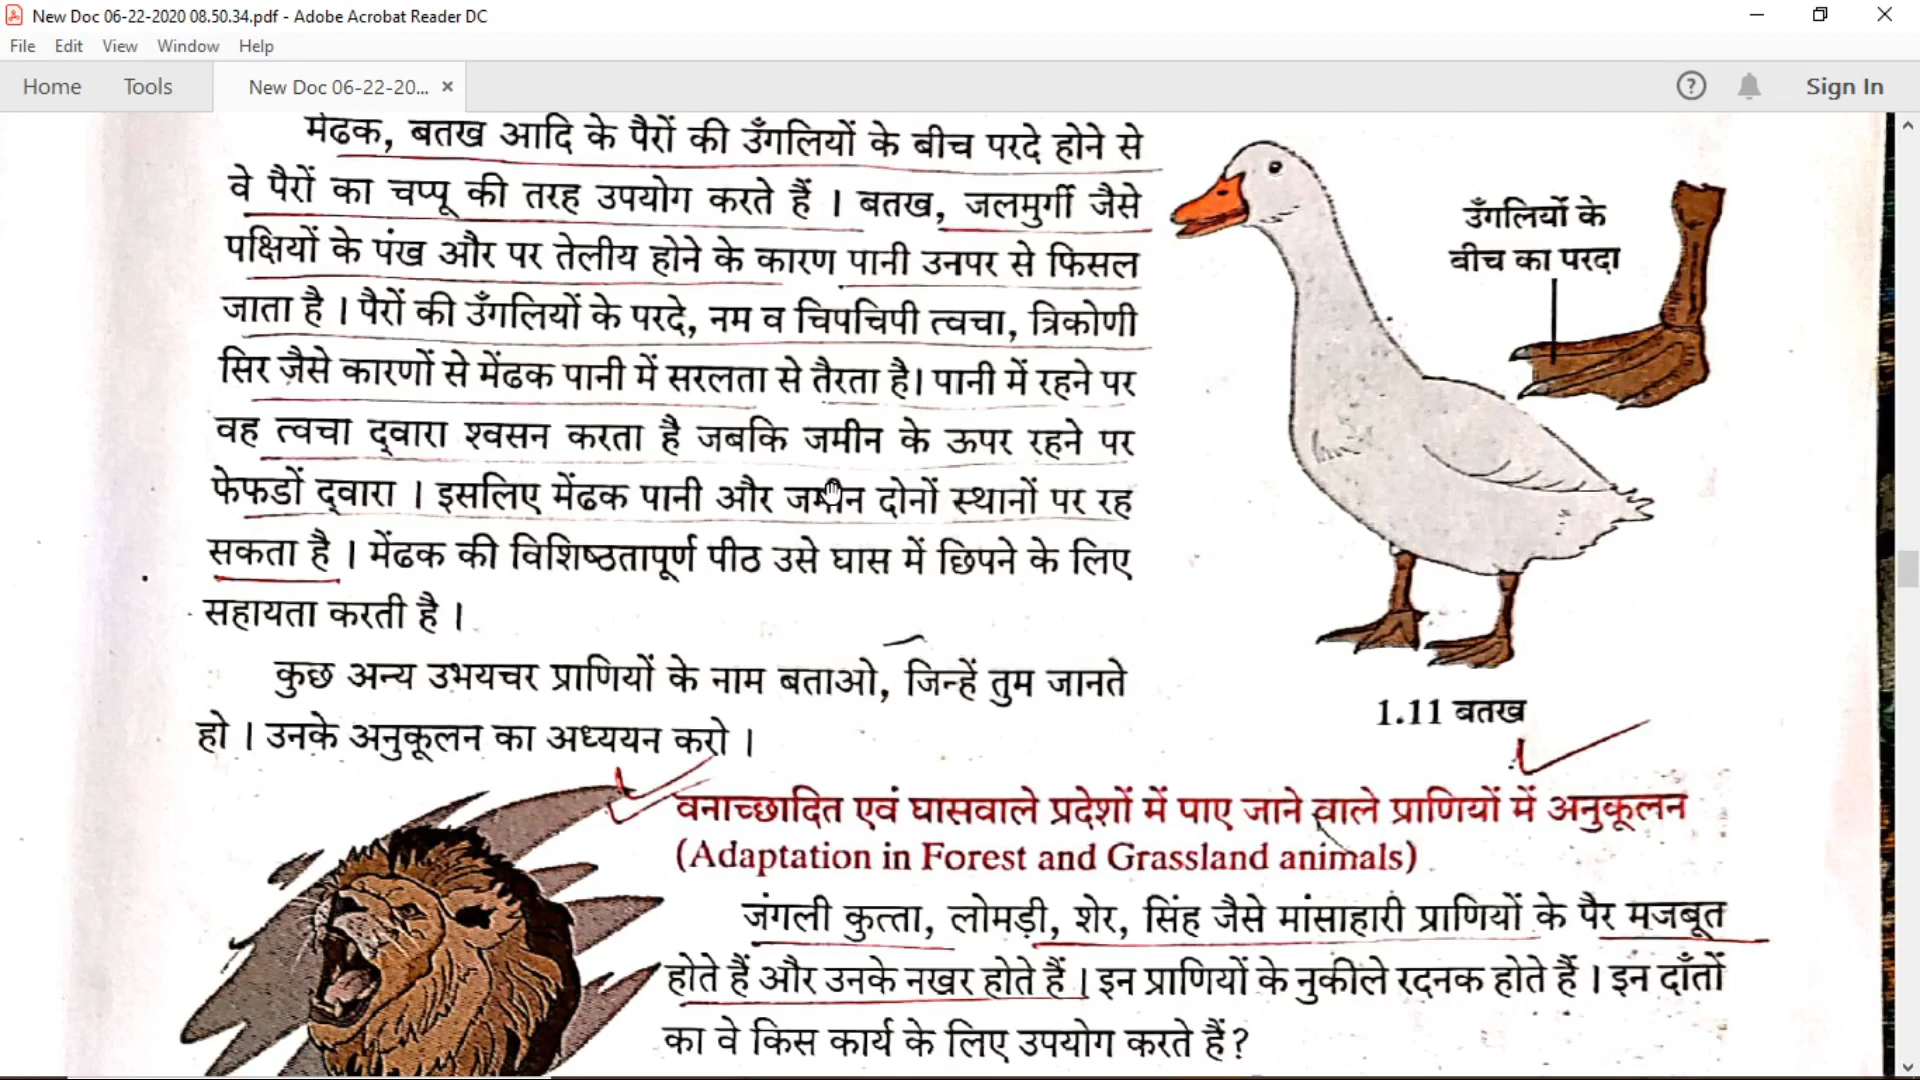 New Doc 06-22-2020 08.50.34.pdf - Adobe Acrobat Reader DC
File Edit View Window Help
Home Tools New Doc 06-22-20... × Sign In
मेंढक, बतख आदि के पैरों की उँगलियों के बीच परदे होने से
वे पैरों का चप्पू की तरह उपयोग करते हैं । बतख, जलमुर्गी जैसे
पक्षियों के पंख और पर तेलीय होने के कारण पानी उनपर से फिसल
जाता है । पैरों की उँगलियों के परदे, नम व चिपचिपी त्वचा, त्रिकोणी
सिर जैसे कारणों से मेंढक पानी में सरलता से तैरता है। पानी में रहने पर
वह त्वचा द्वारा श्वसन करता है जबकि जमीन के ऊपर रहने पर
फेफडों द्वारा । इसलिए मेंढक पानी और जमीन दोनों स्थानों पर रह
सकता है । मेंढक की विशिष्ठतापूर्ण पीठ उसे घास में छिपने के लिए
सहायता करती है ।
कुछ अन्य उभयचर प्राणियों के नाम बताओ, जिन्हें तुम जानते
हो । उनके अनुकूलन का अध्ययन करो ।
उँगलियों के
बीच का परदा
1.11 बतख
वनाच्छादित एवं घासवाले प्रदेशों में पाए जाने वाले प्राणियों में अनुकूलन
(Adaptation in Forest and Grassland animals)
जंगली कुत्ता, लोमड़ी, शेर, सिंह जैसे मांसाहारी प्राणियों के पैर मजबूत
होते हैं और उनके नखर होते हैं । इन प्राणियों के नुकीले रदनक होते हैं । इन दाँतों
का वे किस कार्य के लिए उपयोग करते हैं?